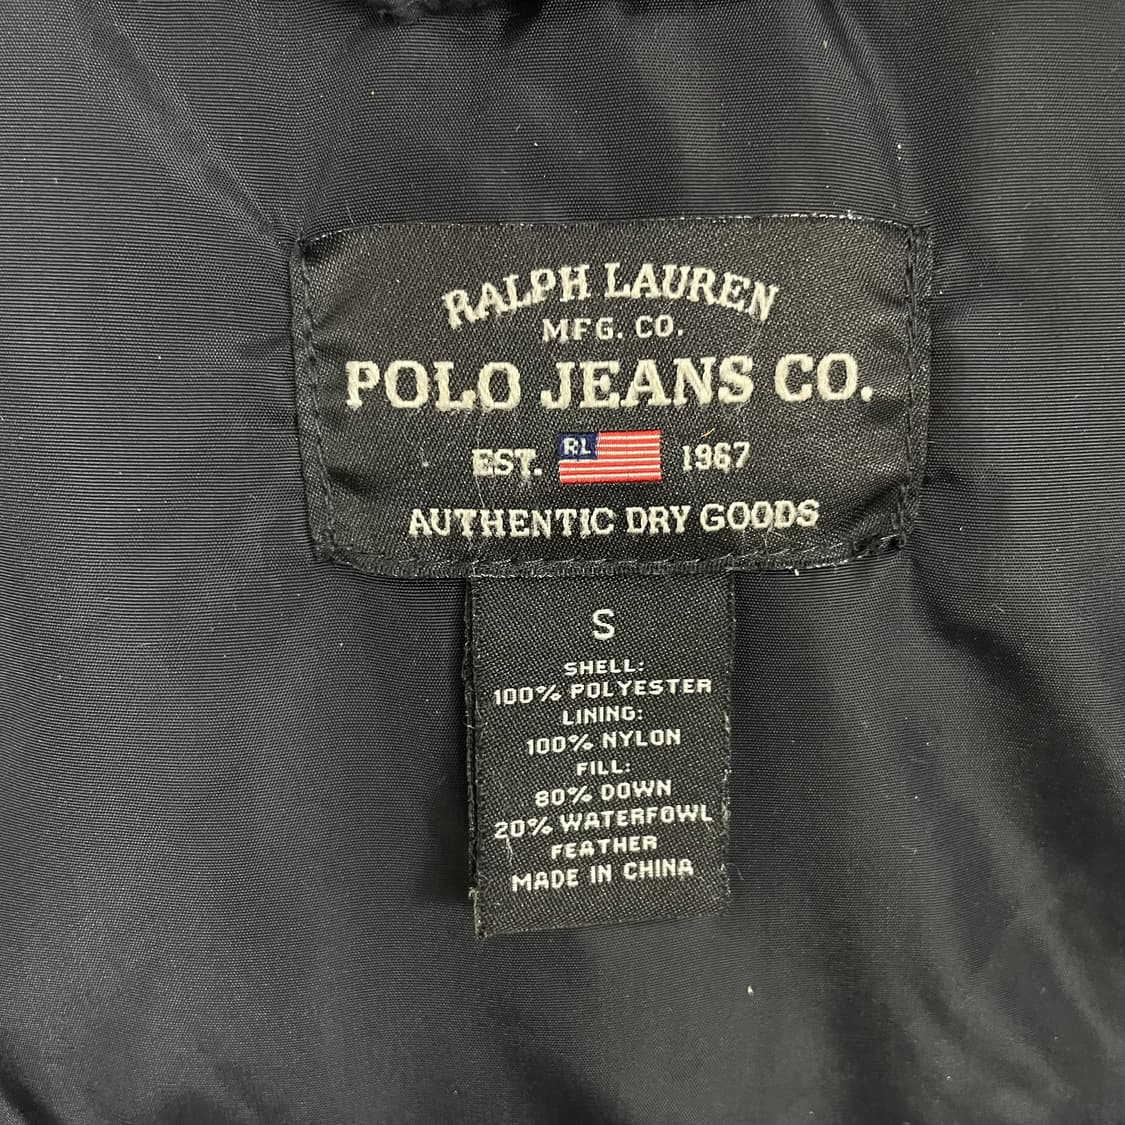 RALPH LAUREN
MFG. CO.
POLO JEANS CO.
EST. RL 1967
AUTHENTIC DRY GOODS
S
SHELL:
100% POLYESTER
LINING:
100% NYLON
FILL:
80% DOWN
20% WATERFOWL
FEATHER
MADE IN CHINA